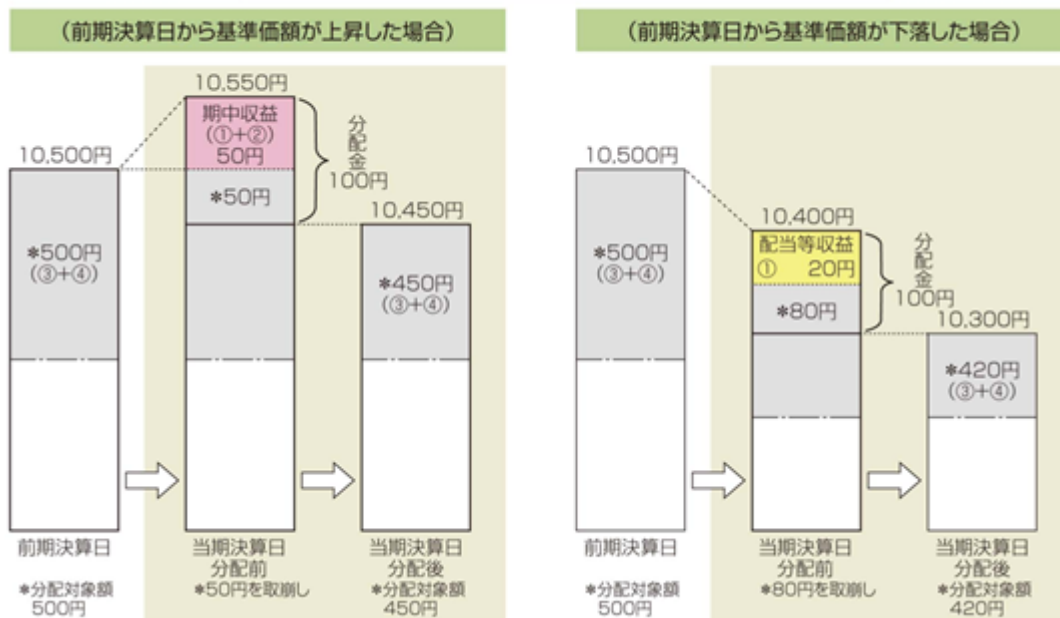 (前期決算日から基準価額が上昇した場合)
10,550円
期中収益
(①+②)
50円
*50円
分配金
100円
10,500円
*500円
(③+④)
10,450円
*450円
(③+④)
前期決算日
*分配対象額
500円
当期決算日
分配前
*50円を取崩し
当期決算日
分配後
*分配対象額
450円
(前期決算日から基準価額が下落した場合)
10,500円
*500円
(③+④)
10,400円
配当等収益
① 20円
*80円
分配金
100円
10,300円
*420円
(③+④)
前期決算日
*分配対象額
500円
当期決算日
分配前
*80円を取崩し
当期決算日
分配後
*分配対象額
420円